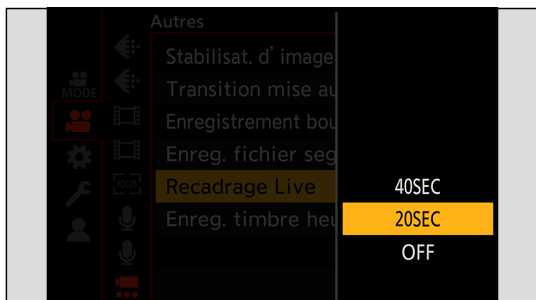 Autres
Stabilisat. d'image
Transition mise au
MODE
Enregistrement bou
Enreg. fichier seg
FOCUS
Recadrage Live
Enreg. timbre heu
40SEC
20SEC
OFF